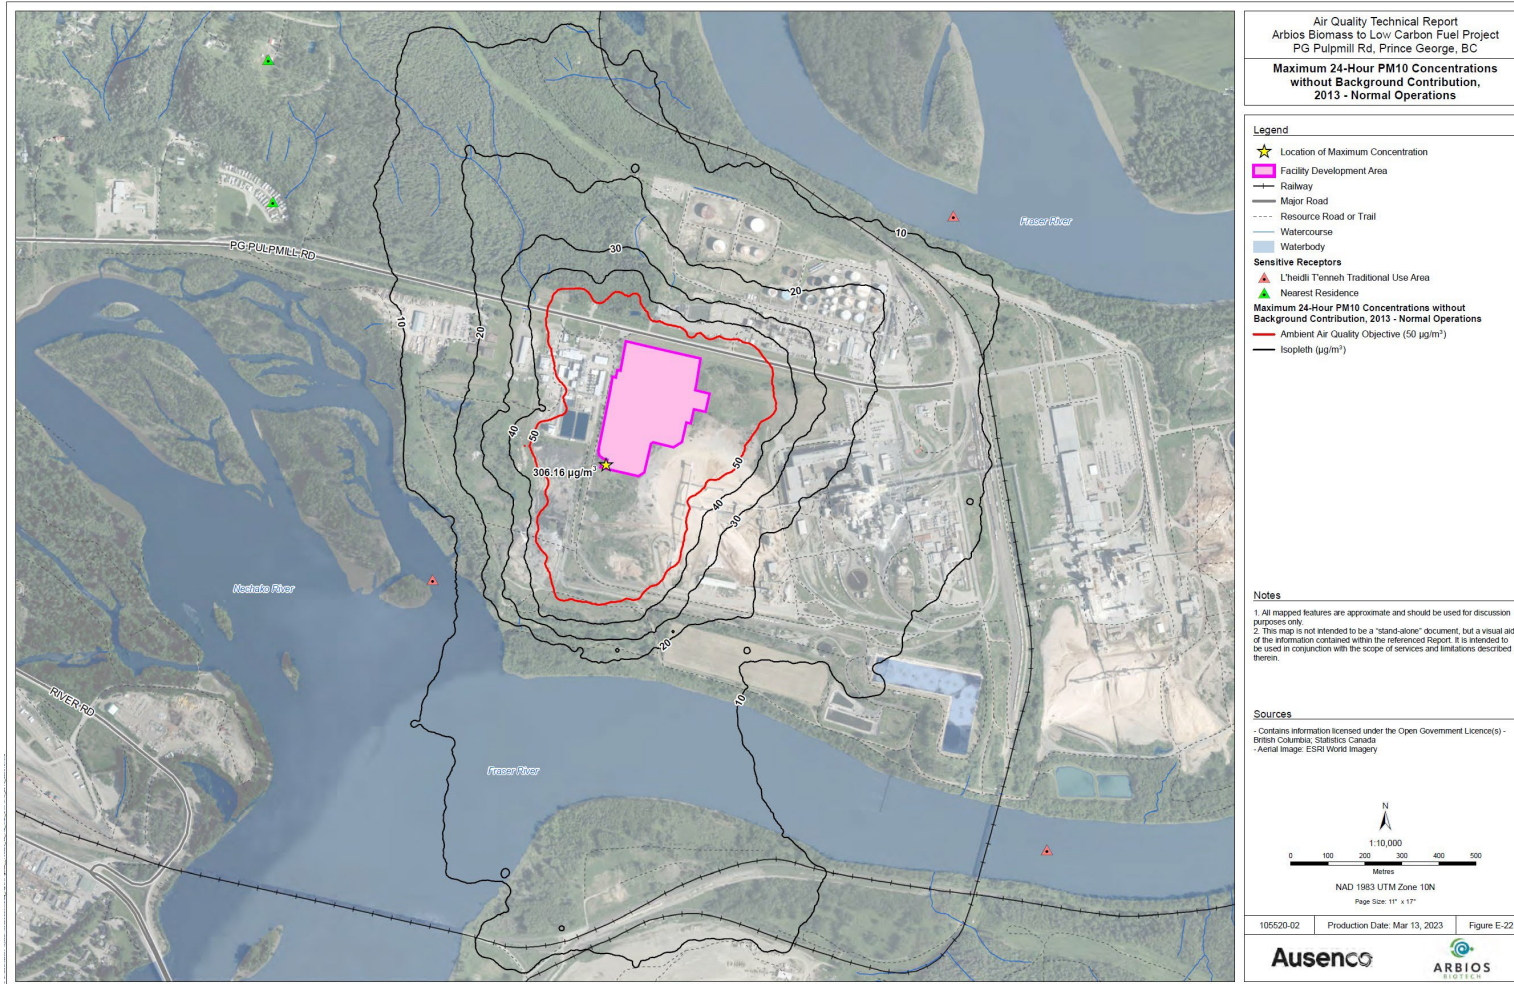 Air Quality Technical Report
Arbios Biomass to Low Carbon Fuel Project
PG Pulpmill Rd, Prince George, BC
Maximum 24-Hour PM10 Concentrations
without Background Contribution,
2013 - Normal Operations
Legend
Location of Maximum Concentration
Facility Development Area
Railway
Major Road
Resource Road or Trail
Watercourse
Waterbody
Sensitive Receptors
L'heidli T'enneh Traditional Use Area
Nearest Residence
Maximum 24-Hour PM10 Concentrations without
Background Contribution, 2013 - Normal Operations
Ambient Air Quality Objective (50 µg/m³)
Isopleth (µg/m³)
Notes
1. All mapped features are approximate and should be used for discussion
purposes only.
2. This map is not intended to be a "stand-alone" document, but a visual aid
of the information contained within the referenced Report. It is intended to
be used in conjunction with the scope of services and limitations described
therein.
Sources
- Contains information licensed under the Open Government Licence(s) -
British Columbia; Statistics Canada
- Aerial Image: ESRI World Imagery
N
1:10,000
0 100 200 300 400 500
Metres
NAD 1983 UTM Zone 10N
Page Size: 11" x 17"
105520-02 Production Date: Mar 13, 2023 Figure E-22
Ausenco
ARBIOS
BIOTECH
PG PULPMILL RD
Fraser River
10
30
20
10
20
40
50
306.16 µg/m³
50
40
30
20
10
Nechako River
RIVER RD
Fraser River